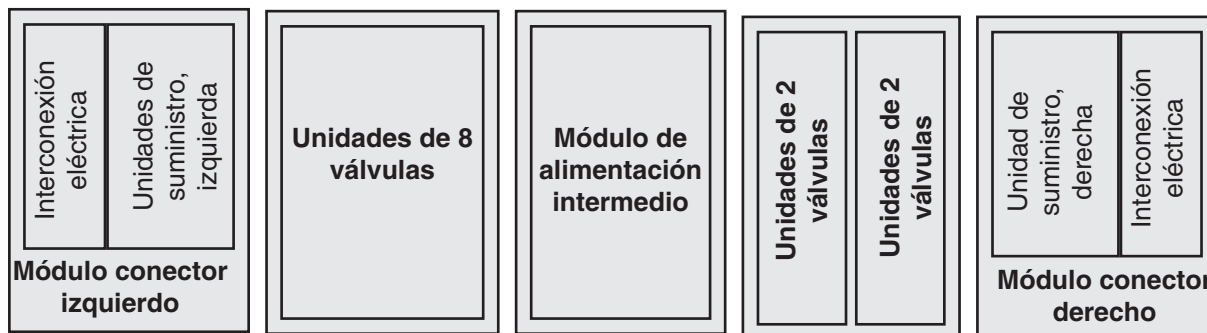 Interconexión
eléctrica
Unidades de
suministro,
izquierda
Módulo conector
izquierdo
Unidades de 8
válvulas
Módulo de
alimentación
intermedio
Unidades de 2
válvulas
Unidades de 2
válvulas
Unidad de
suministro,
derecha
Interconexión
eléctrica
Módulo conector
derecho